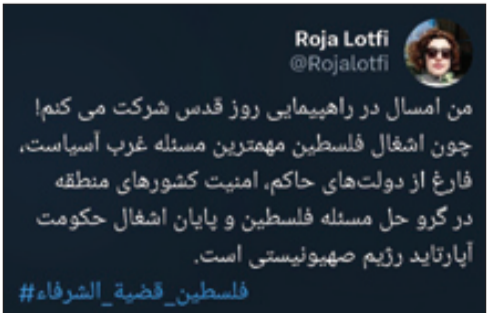 Roja Lotfi
@Rojalotfi
من امسال در راهپیمایی روز قدس شرکت می کنم!
چون اشغال فلسطین مهمترین مسئله غرب آسیاست،
فارغ از دولت‌های حاکم، امنیت کشورهای منطقه
در گرو حل مسئله فلسطین و پایان اشغال حکومت
آپارتاید رژیم صهیونیستی است.
#فلسطین_قضية_الشرفاء